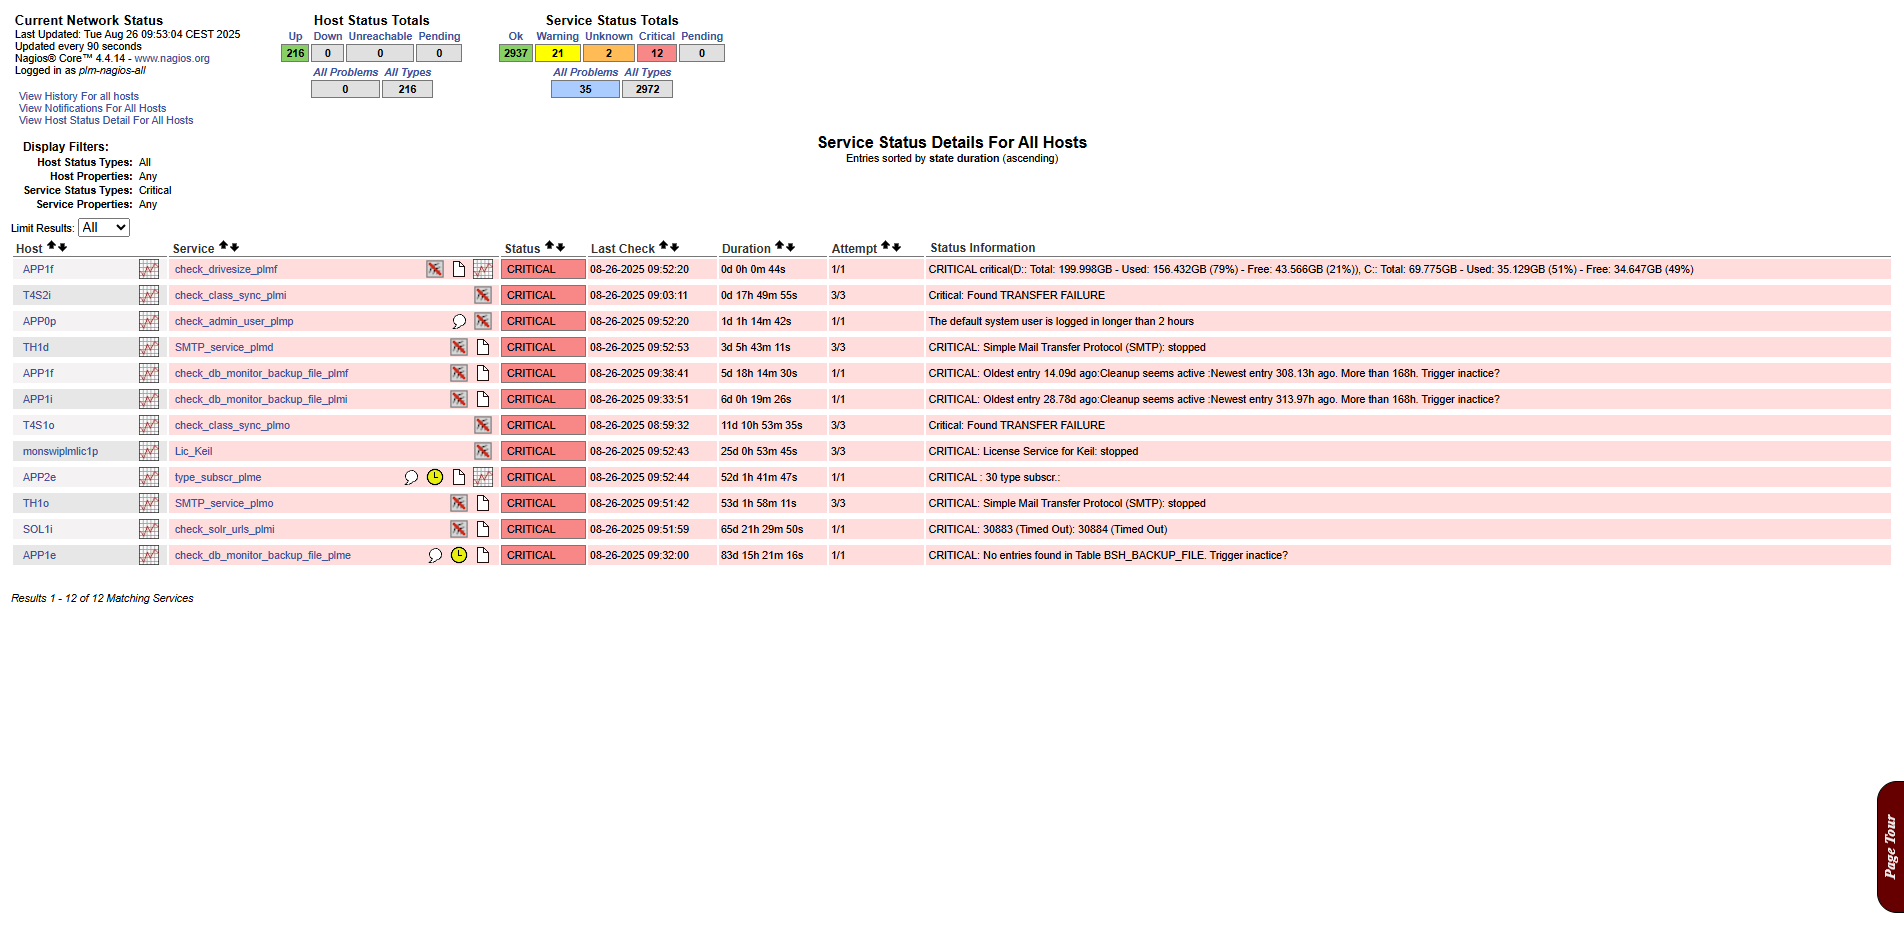 Current Network Status
Last Updated: Tue Aug 26 09:53:04 CEST 2025
Updated every 90 seconds
Nagios® Core™ 4.4.14 - www.nagios.org
Logged in as plm-nagios-all
View History For all hosts
View Notifications For All Hosts
View Host Status Detail For All Hosts
Host Status Totals
Up Down Unreachable Pending
216 0 0 0
All Problems All Types
0 216
Service Status Totals
Ok Warning Unknown Critical Pending
2937 21 2 12 0
All Problems All Types
35 2972
Display Filters:
Host Status Types: All
Host Properties: Any
Service Status Types: Critical
Service Properties: Any
Service Status Details For All Hosts
Entries sorted by state duration (ascending)
Limit Results: All
Host Service Status Last Check Duration Attempt Status Information
APP1f check_drivesize_plmf CRITICAL 08-26-2025 09:52:20 0d 0h 0m 44s 1/1 CRITICAL critical(D:: Total: 199.998GB - Used: 156.432GB (79%) - Free: 43.566GB (21%)), C:: Total: 69.775GB - Used: 35.129GB (51%) - Free: 34.647GB (49%)
T4S2i check_class_sync_plmi CRITICAL 08-26-2025 09:03:11 0d 17h 49m 55s 3/3 Critical: Found TRANSFER FAILURE
APP0p check_admin_user_plmp CRITICAL 08-26-2025 09:52:20 1d 1h 14m 42s 1/1 The default system user is logged in longer than 2 hours
TH1d SMTP_service_plmd CRITICAL 08-26-2025 09:52:53 3d 5h 43m 11s 3/3 CRITICAL: Simple Mail Transfer Protocol (SMTP): stopped
APP1f check_db_monitor_backup_file_plmf CRITICAL 08-26-2025 09:38:41 5d 18h 14m 30s 1/1 CRITICAL: Oldest entry 14.09d ago:Cleanup seems active :Newest entry 308.13h ago. More than 168h. Trigger inactice?
APP1i check_db_monitor_backup_file_plmi CRITICAL 08-26-2025 09:33:51 6d 0h 19m 26s 1/1 CRITICAL: Oldest entry 28.78d ago:Cleanup seems active :Newest entry 313.97h ago. More than 168h. Trigger inactice?
T4S1o check_class_sync_plmo CRITICAL 08-26-2025 08:59:32 11d 10h 53m 35s 3/3 Critical: Found TRANSFER FAILURE
monswiplmlic1p Lic_Keil CRITICAL 08-26-2025 09:52:43 25d 0h 53m 45s 3/3 CRITICAL: License Service for Keil: stopped
APP2e type_subscr_plme CRITICAL 08-26-2025 09:52:44 52d 1h 41m 47s 1/1 CRITICAL : 30 type subscr.:
TH1o SMTP_service_plmo CRITICAL 08-26-2025 09:51:42 53d 1h 58m 11s 3/3 CRITICAL: Simple Mail Transfer Protocol (SMTP): stopped
SOL1i check_solr_urls_plmi CRITICAL 08-26-2025 09:51:59 65d 21h 29m 50s 1/1 CRITICAL: 30883 (Timed Out): 30884 (Timed Out)
APP1e check_db_monitor_backup_file_plme CRITICAL 08-26-2025 09:32:00 83d 15h 21m 16s 1/1 CRITICAL: No entries found in Table BSH_BACKUP_FILE. Trigger inactice?
Results 1 - 12 of 12 Matching Services
Page Tour